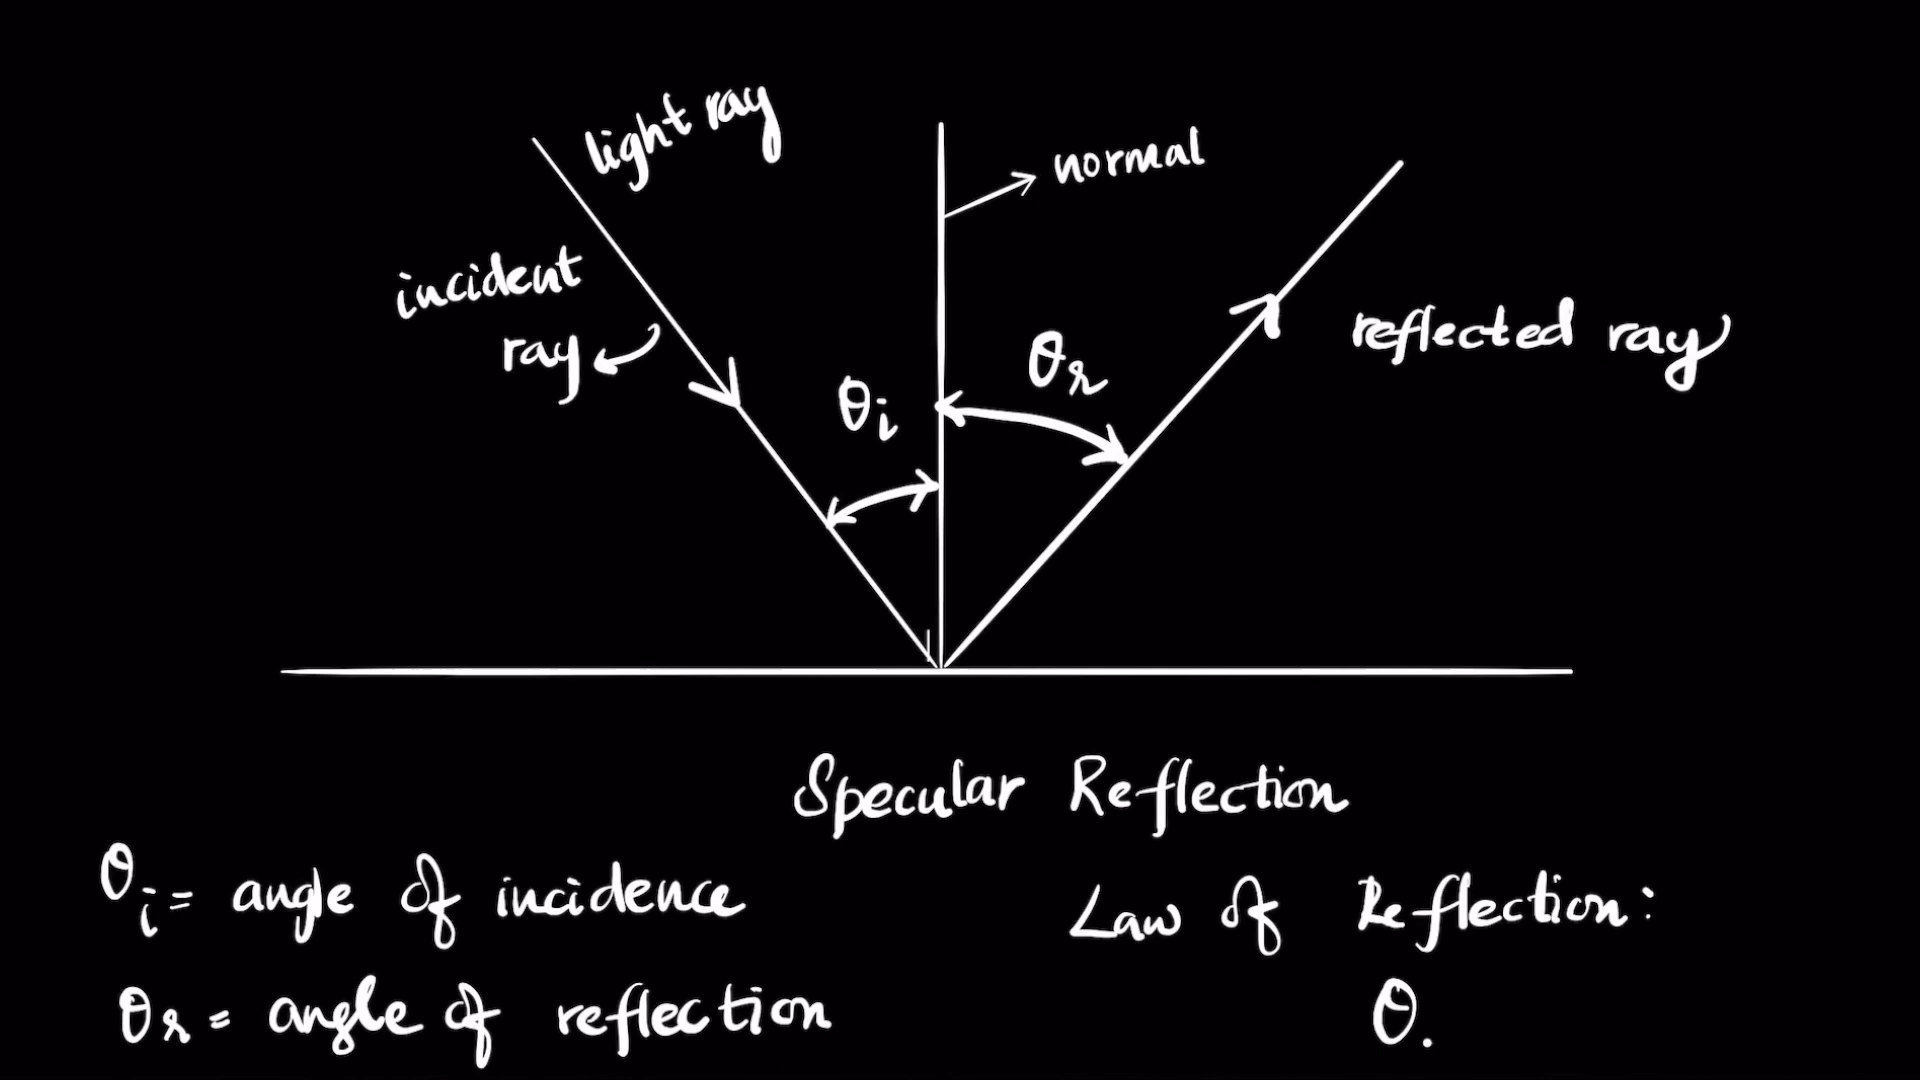 light ray
normal
incident
ray
reflected ray
θi
θr
Specular Reflection
θi = angle of incidence
θr = angle of reflection
Law of Reflection:
θ.